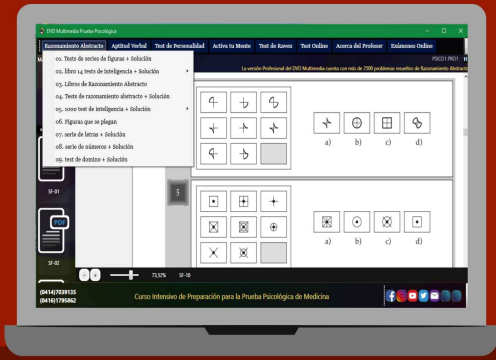 DVD Multimedia Prueba Psicológica
Razonamiento Abstracto Aptitud Verbal Test de Personalidad Activa tu Mente Test de Raven Test Online Acerca del Profesor Exámenes Online
PSICO1 PRO1
La versión Profesional del DVD Multimedia cuenta con más de 2500 problemas resueltos de Razonamiento Abstracto
01. Tests de series de figuras + Solución
02. libro 14 tests de inteligencia + Solución
03. Libros de Razonamiento Abstracto
04. Tests de razonamiento abstracto + Solución
05. 1000 test de inteligencia + Solución
06. Figuras que se plegan
07. serie de letras + Solución
08. serie de números + Solución
09. test de domino + Solución
a) b) c) d)
SF-01
3
PDF
a) b) c) d)
SF-02
73,52% SF-10
(0414)7039135
(0416)1795862
Curso Intensivo de Preparación para la Prueba Psicológica de Medicina